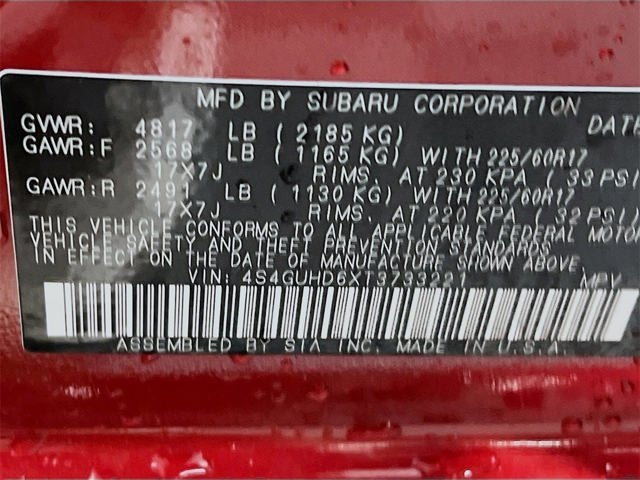 MFD BY SUBARU CORPORATION DATE
GVWR: 4817 LB ( 2185 KG)
GAWR:F 2568 LB ( 1165 KG) WITH 225/60R17
17X7J RIMS, AT 230 KPA ( 33 PSI
GAWR:R 2491 LB ( 1130 KG) WITH 225/60R17
17X7J RIMS, AT 220 KPA ( 32 PSI
THIS VEHICLE CONFORMS TO ALL APPLICABLE FEDERAL MOTOR
VEHICLE SAFETY AND THEFT PREVENTION STANDARDS
IN EFFECT ON THE DATE OF MANUFACTURE SHOWN ABOVE.
VIN: MPV
ASSEMBLED BY SIA INC. MADE IN U.S.A.